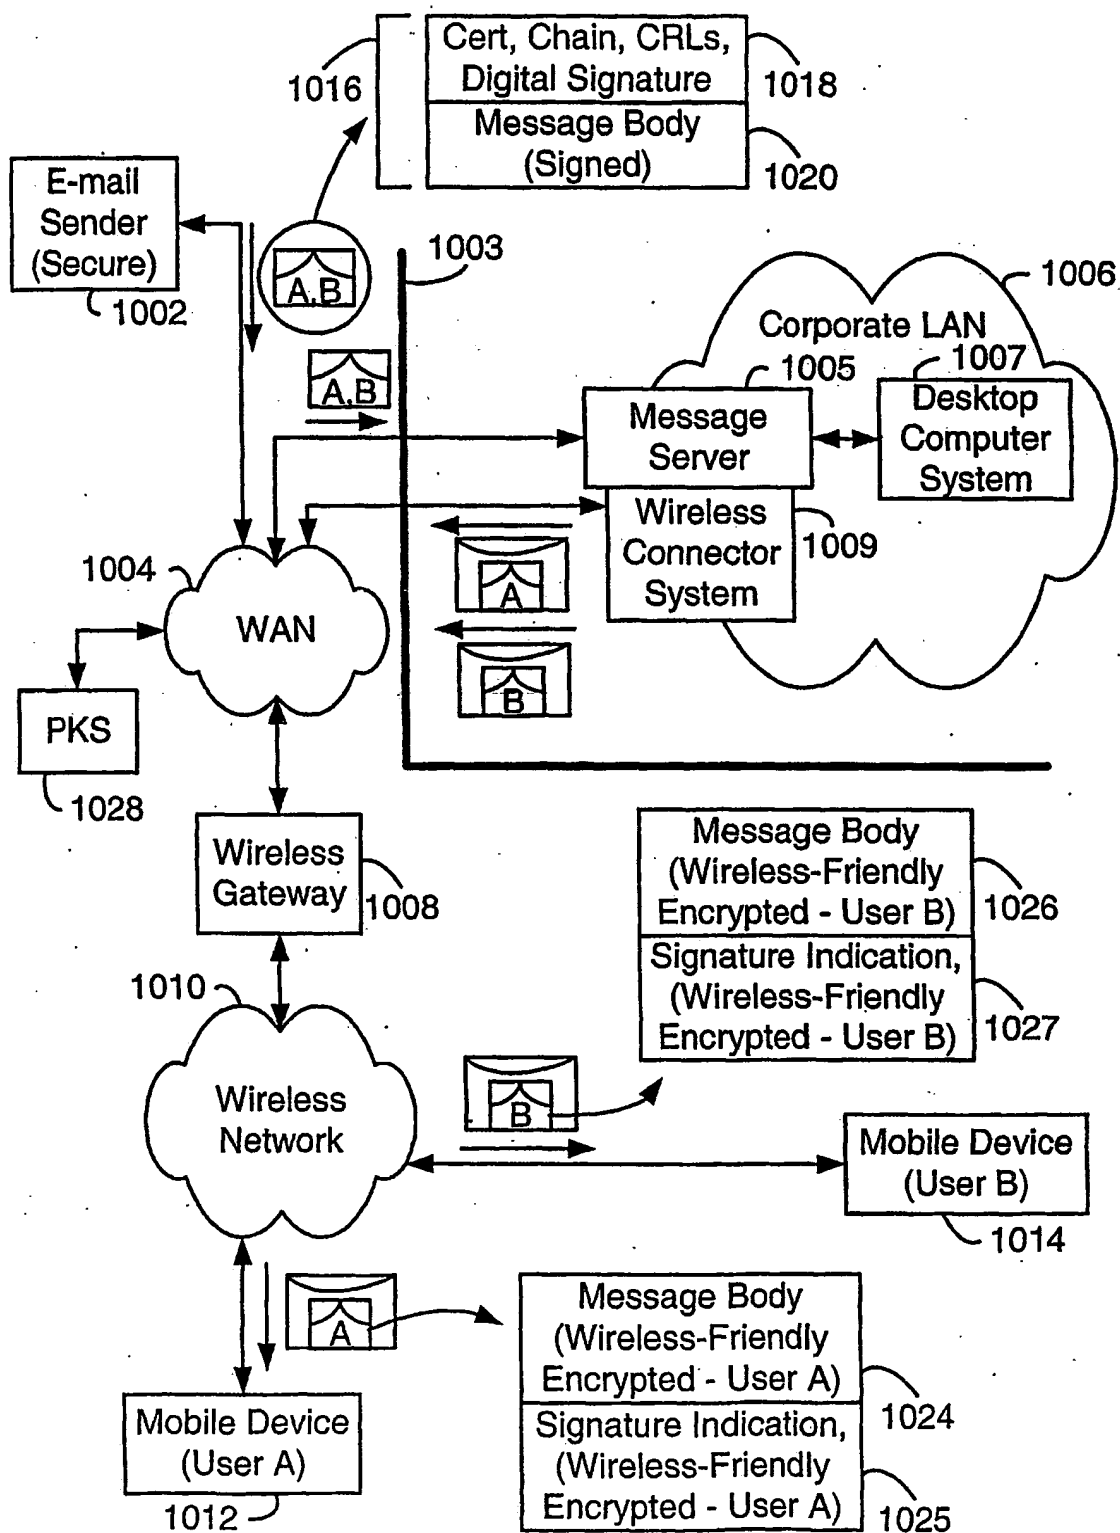 Cert, Chain, CRLs,
Digital Signature
1016
1018
Message Body
(Signed)
1020
E-mail
Sender
(Secure)
1002
A,B
1003
1006
Corporate LAN
A,B
1005
1007
Message
Server
Desktop
Computer
System
Wireless
Connector
System
1009
A
B
1004
WAN
PKS
1028
Wireless
Gateway
1008
Message Body
(Wireless-Friendly
Encrypted - User B)
1026
Signature Indication,
(Wireless-Friendly
Encrypted - User B)
1027
1010
Wireless
Network
B
Mobile Device
(User B)
1014
A
Message Body
(Wireless-Friendly
Encrypted - User A)
1024
Signature Indication,
(Wireless-Friendly
Encrypted - User A)
1025
Mobile Device
(User A)
1012